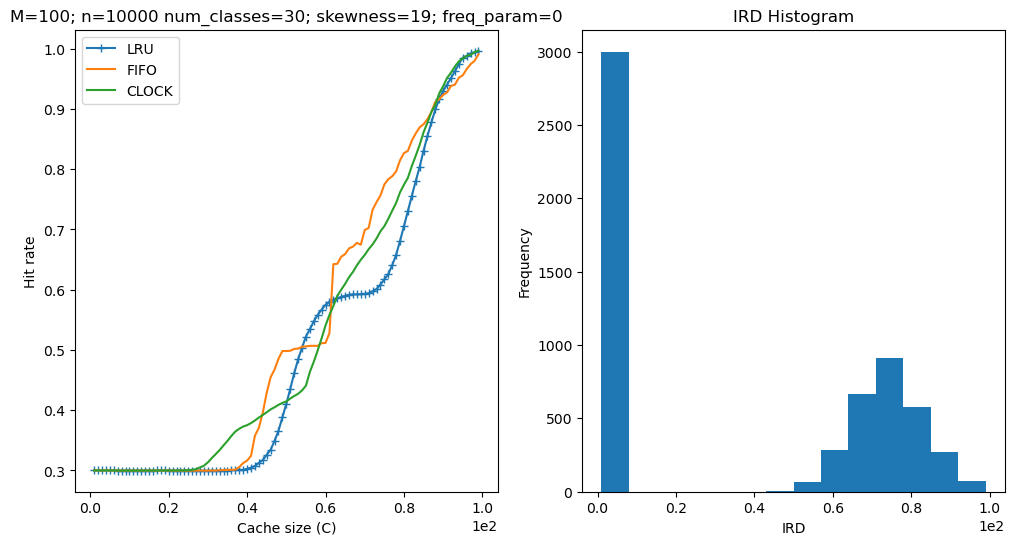 M=100; n=10000 num_classes=30; skewness=19; freq_param=0
LRU
FIFO
CLOCK
1.0
0.9
0.8
0.7
0.6
0.5
0.4
0.3
Hit rate
0.0
0.2
0.4
0.6
0.8
1.0
1e2
Cache size (C)
IRD Histogram
3000
2500
2000
1500
1000
500
0
Frequency
0.0
0.2
0.4
0.6
0.8
1.0
1e2
IRD